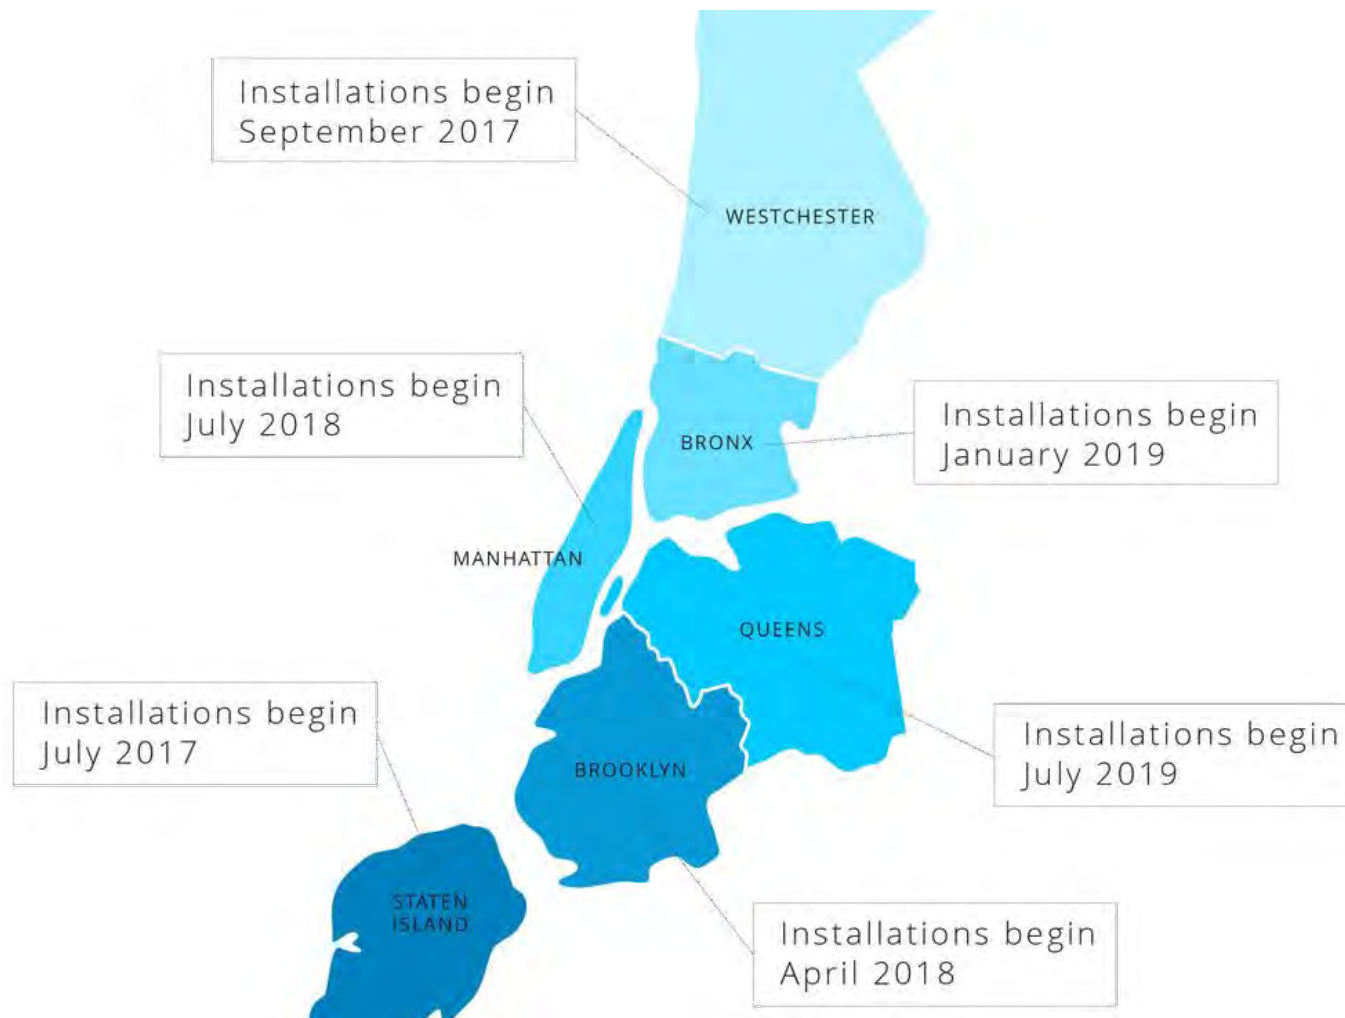 Installations begin
September 2017
WESTCHESTER
Installations begin
July 2018
Installations begin
January 2019
BRONX
MANHATTAN
QUEENS
Installations begin
July 2017
Installations begin
July 2019
BROOKLYN
STATEN
ISLAND
Installations begin
April 2018